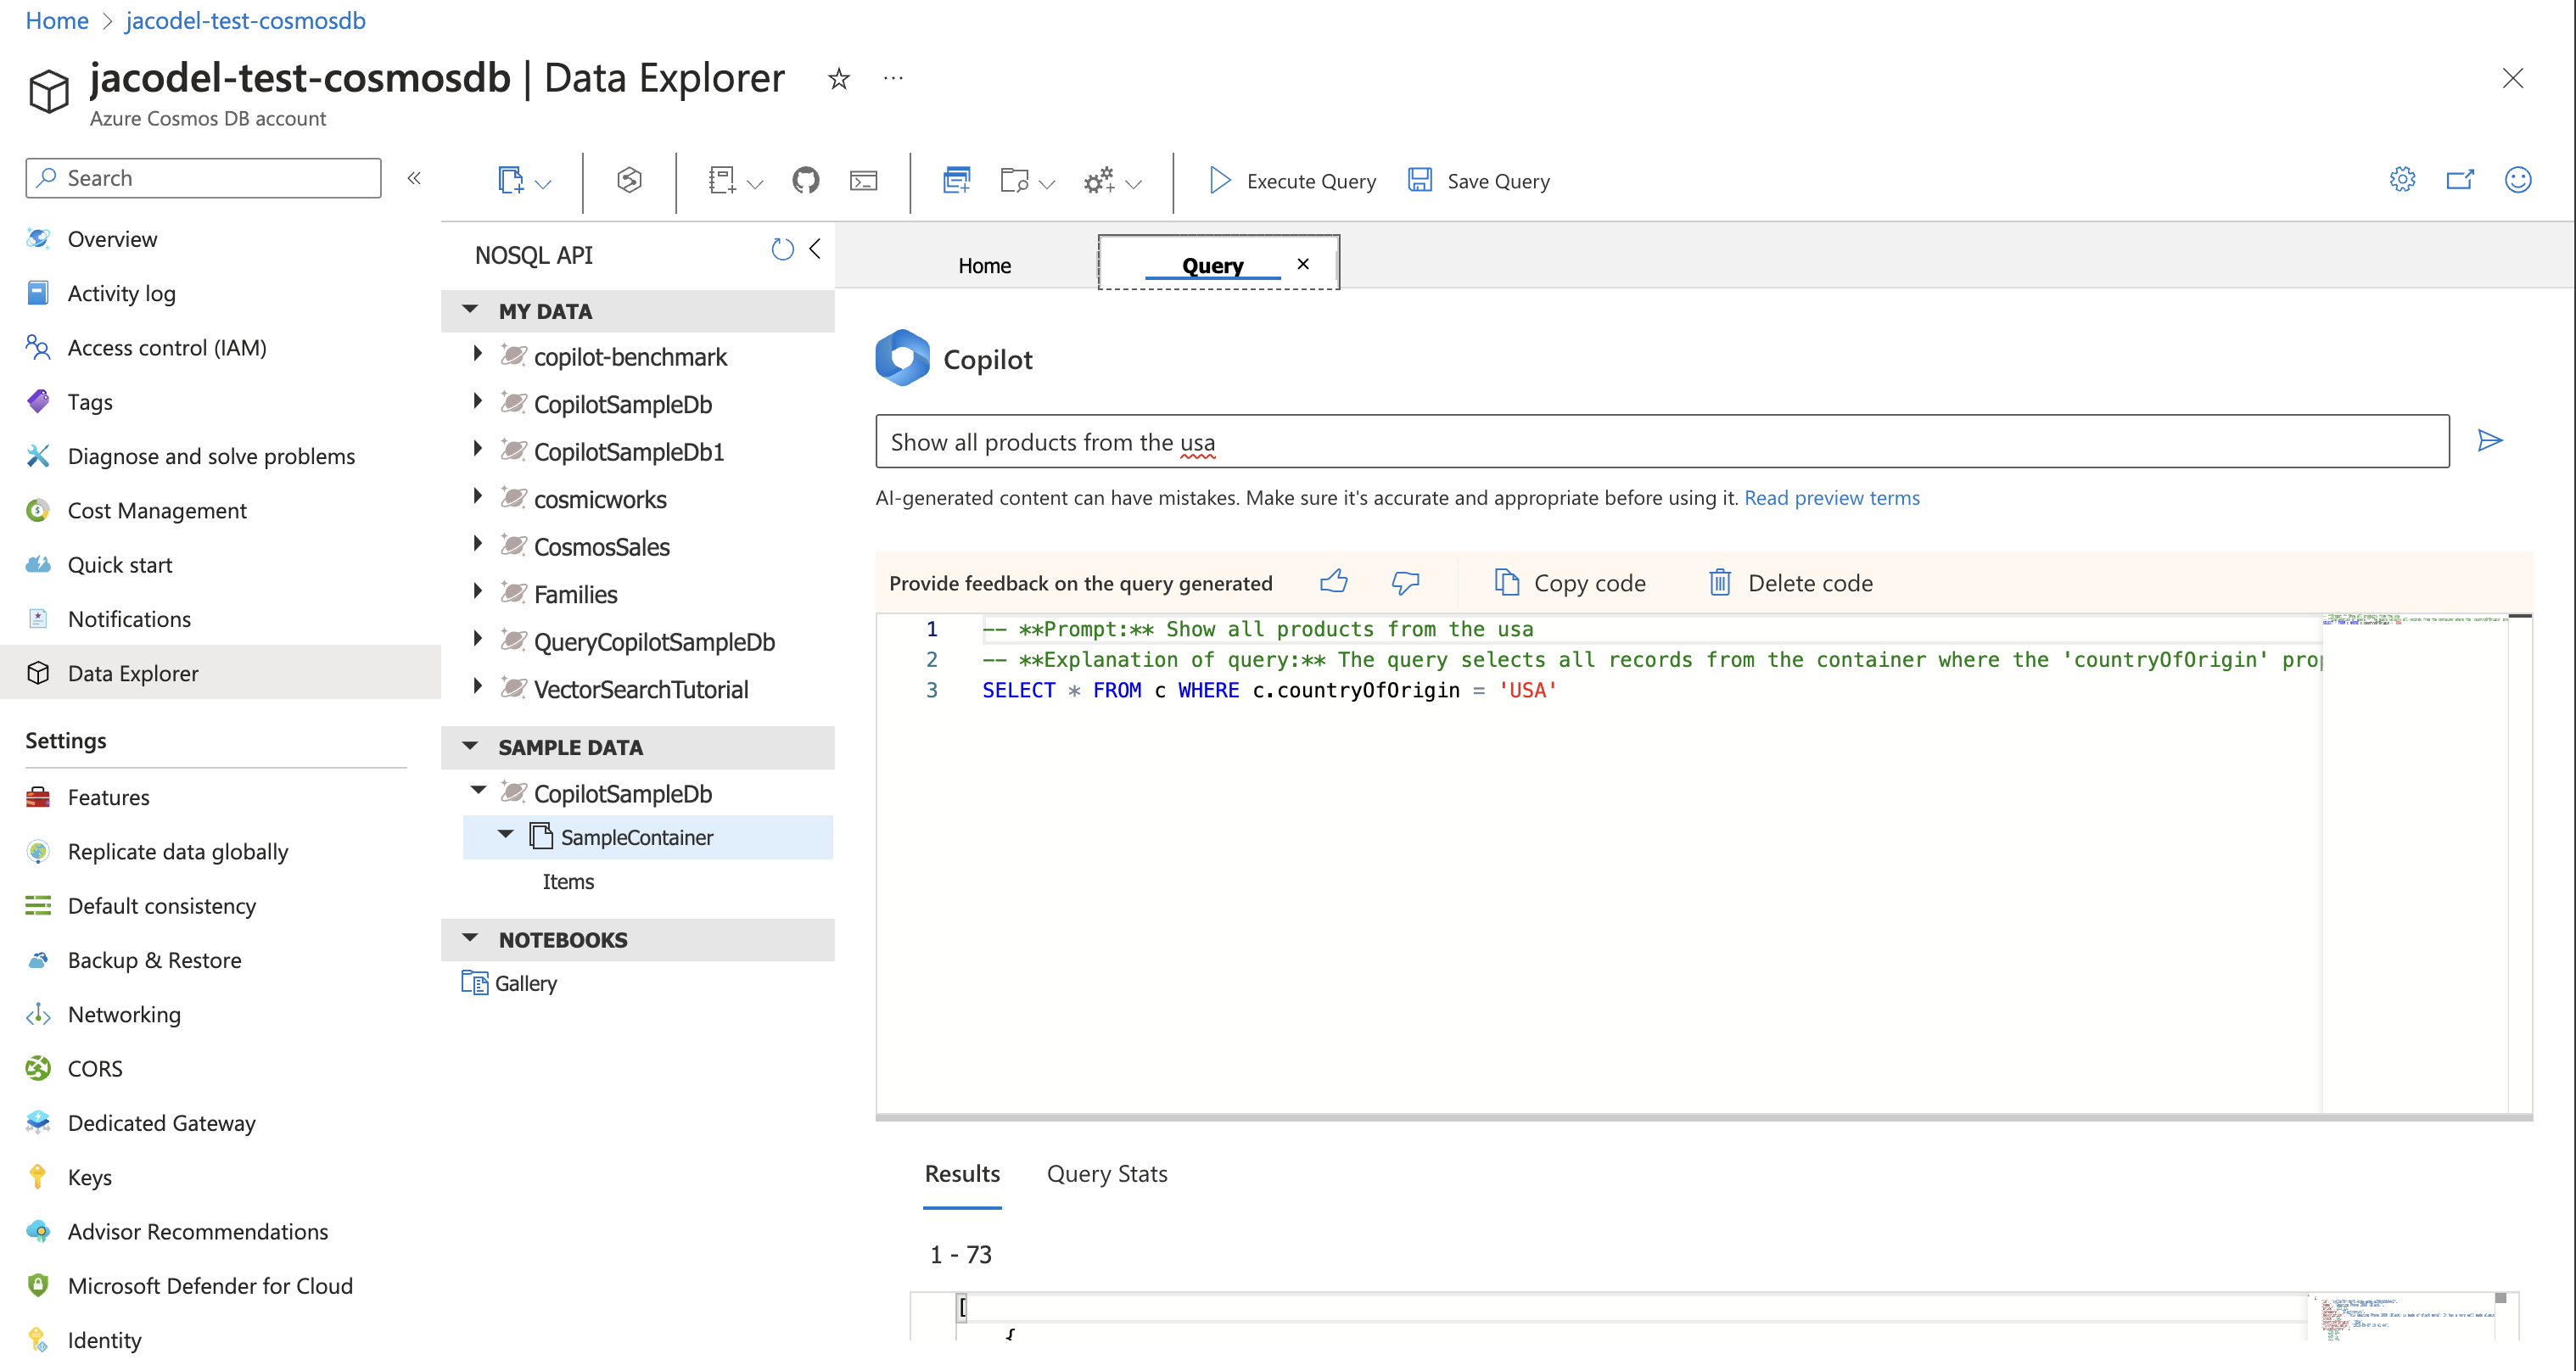 Home > jacodel-test-cosmosdb
jacodel-test-cosmosdb | Data Explorer
Azure Cosmos DB account
Search
Overview
Activity log
Access control (IAM)
Tags
Diagnose and solve problems
Cost Management
Quick start
Notifications
Data Explorer
Settings
Features
Replicate data globally
Default consistency
Backup & Restore
Networking
CORS
Dedicated Gateway
Keys
Advisor Recommendations
Microsoft Defender for Cloud
Identity
Execute Query
Save Query
NOSQL API
MY DATA
copilot-benchmark
CopilotSampleDb
CopilotSampleDb1
cosmicworks
CosmosSales
Families
QueryCopilotSampleDb
VectorSearchTutorial
SAMPLE DATA
CopilotSampleDb
SampleContainer
Items
NOTEBOOKS
Gallery
Home
Query
Copilot
Show all products from the usa
AI-generated content can have mistakes. Make sure it's accurate and appropriate before using it. Read preview terms
Provide feedback on the query generated
Copy code
Delete code
1 -- **Prompt:** Show all products from the usa
2 -- **Explanation of query:** The query selects all records from the container where the 'countryOfOrigin' prop
3 SELECT * FROM c WHERE c.countryOfOrigin = 'USA'
Results
Query Stats
1 - 73
[
{